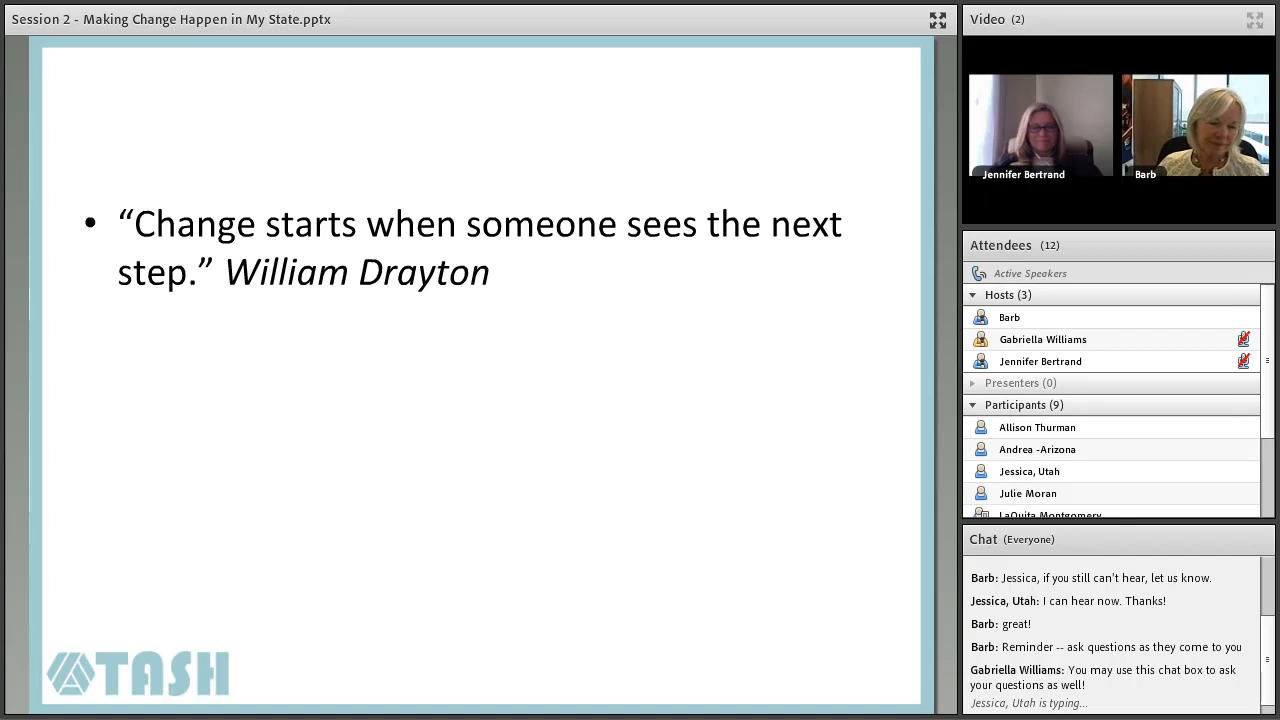 Session 2 - Making Change Happen in My State.pptx
• “Change starts when someone sees the next
step.” William Drayton
TASH
Video (2)
Jennifer Bertrand
Barb
Attendees (12)
Active Speakers
Hosts (3)
Barb
Gabriella Williams
Jennifer Bertrand
Presenters (0)
Participants (9)
Allison Thurman
Andrea -Arizona
Jessica, Utah
Julie Moran
LaQuita Montgomery
Chat (Everyone)
Barb: Jessica, if you still can't hear, let us know.
Jessica, Utah: I can hear now. Thanks!
Barb: great!
Barb: Reminder -- ask questions as they come to you
Gabriella Williams: You may use this chat box to ask
your questions as well!
Jessica, Utah is typing...